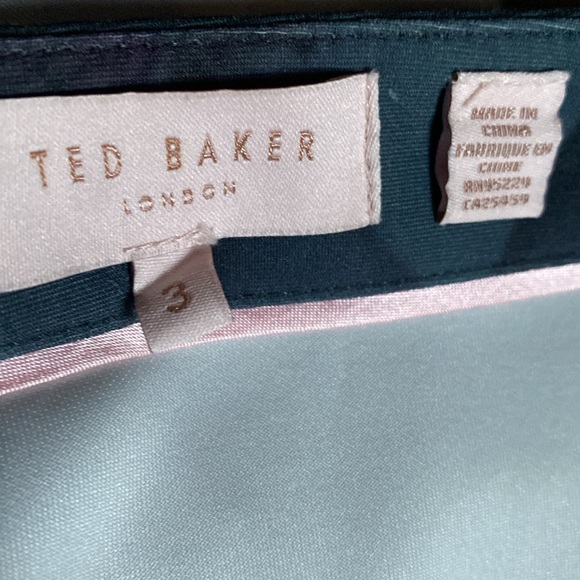 TED BAKER
LONDON
3
MADE IN
CHINA
FABRIQUE EN
CHINE
RN95229
CA25459